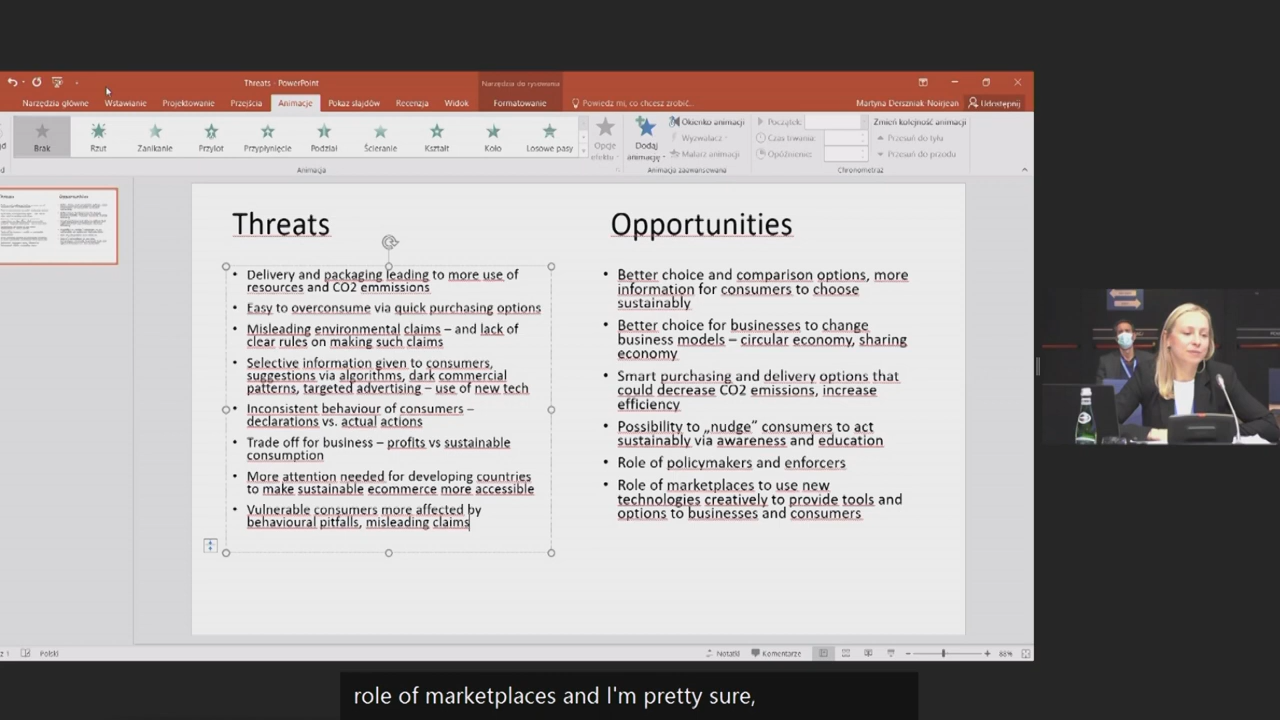 Threats - PowerPoint
Narzędzia do rysowania
Narzędzia główne
Wstawianie
Projektowanie
Przejścia
Animacje
Pokaz slajdów
Recenzja
Widok
Formatowanie
Powiedz mi, co chcesz zrobić...
Martyna Derszniak-Noirjean
Udostępnij
Brak
Rzut
Zanikanie
Przylot
Przypłynięcie
Podział
Ścieranie
Kształt
Koło
Losowe pasy
Opcje
efektu
Dodaj
animację
Okienko animacji
Wyzwalacz
Malarz animacji
Początek:
Czas trwania:
Opóźnienie:
Zmień kolejność animacji
Przesuń do tyłu
Przesuń do przodu
Animacja
Animacja zaawansowana
Chronometraż
Threats
Delivery and packaging leading to more use of
resources and CO2 emmissions
Easy to overconsume via quick purchasing options
Misleading environmental claims – and lack of
clear rules on making such claims
Selective information given to consumers,
suggestions via algorithms, dark commercial
patterns, targeted advertising – use of new tech
Inconsistent behaviour of consumers –
declarations vs. actual actions
Trade off for business – profits vs sustainable
consumption
More attention needed for developing countries
to make sustainable ecommerce more accessible
Vulnerable consumers more affected by
behavioural pitfalls, misleading claims
Opportunities
Better choice and comparison options, more
information for consumers to choose
sustainably
Better choice for businesses to change
business models – circular economy, sharing
economy
Smart purchasing and delivery options that
could decrease CO2 emissions, increase
efficiency
Possibility to „nudge" consumers to act
sustainably via awareness and education
Role of policymakers and enforcers
Role of marketplaces to use new
technologies creatively to provide tools and
options to businesses and consumers
z 1
Polski
Notatki
Komentarze
88%
role of marketplaces and I'm pretty sure,